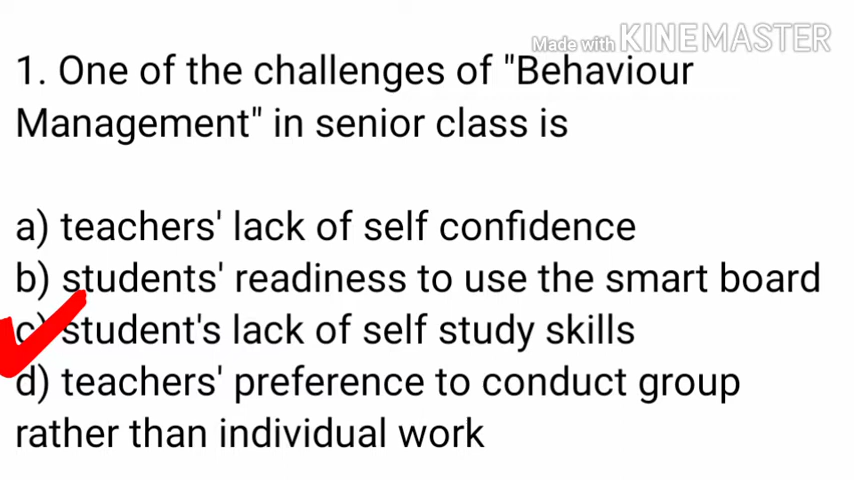 Made with KINEMASTER
1. One of the challenges of "Behaviour
Management" in senior class is
a) teachers' lack of self confidence
b) students' readiness to use the smart board
c) student's lack of self study skills
d) teachers' preference to conduct group
rather than individual work